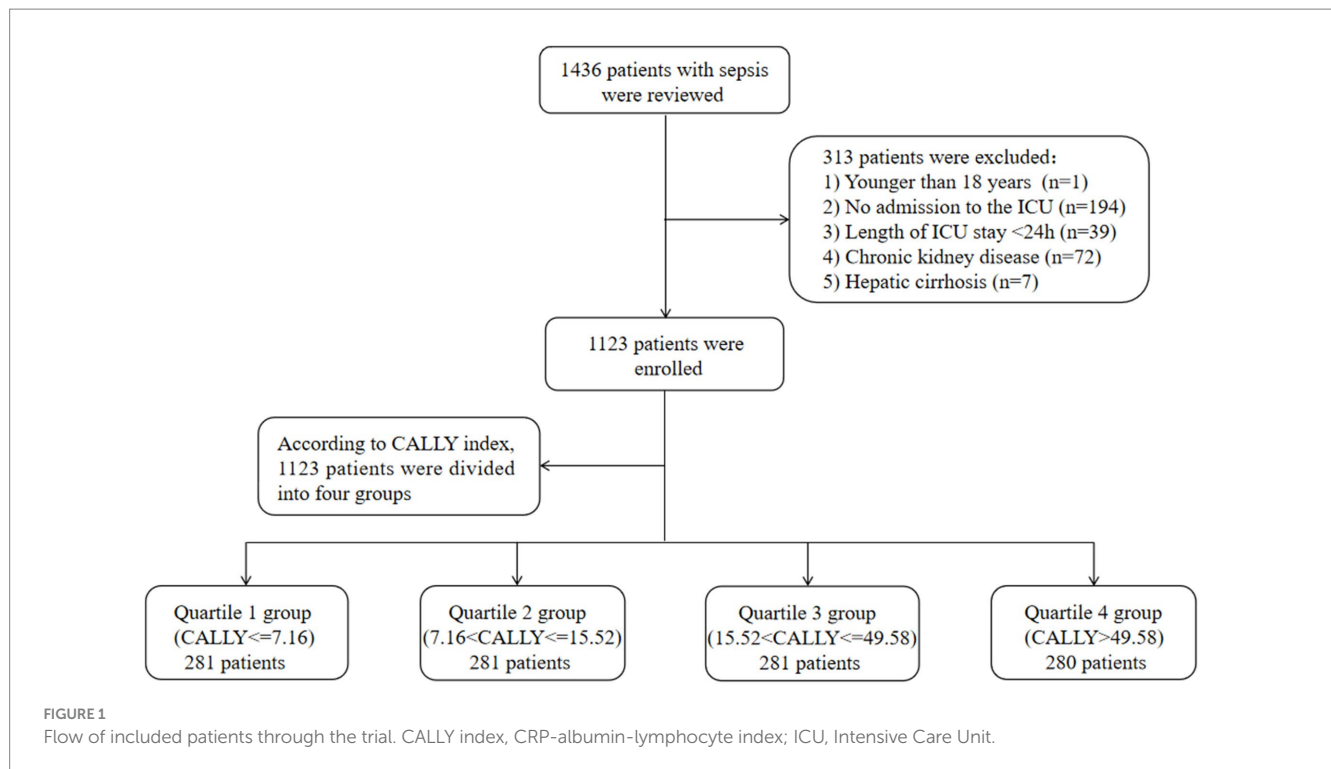 1436 patients with sepsis
were reviewed
313 patients were excluded：
1) Younger than 18 years (n=1)
2) No admission to the ICU (n=194)
3) Length of ICU stay <24h (n=39)
4) Chronic kidney disease (n=72)
5) Hepatic cirrhosis (n=7)
1123 patients were
enrolled
According to CALLY index,
1123 patients were divided
into four groups
Quartile 1 group
(CALLY<=7.16)
281 patients
Quartile 2 group
(7.16<CALLY<=15.52)
281 patients
Quartile 3 group
(15.52<CALLY<=49.58)
281 patients
Quartile 4 group
(CALLY>49.58)
280 patients
FIGURE 1
Flow of included patients through the trial. CALLY index, CRP-albumin-lymphocyte index; ICU, Intensive Care Unit.